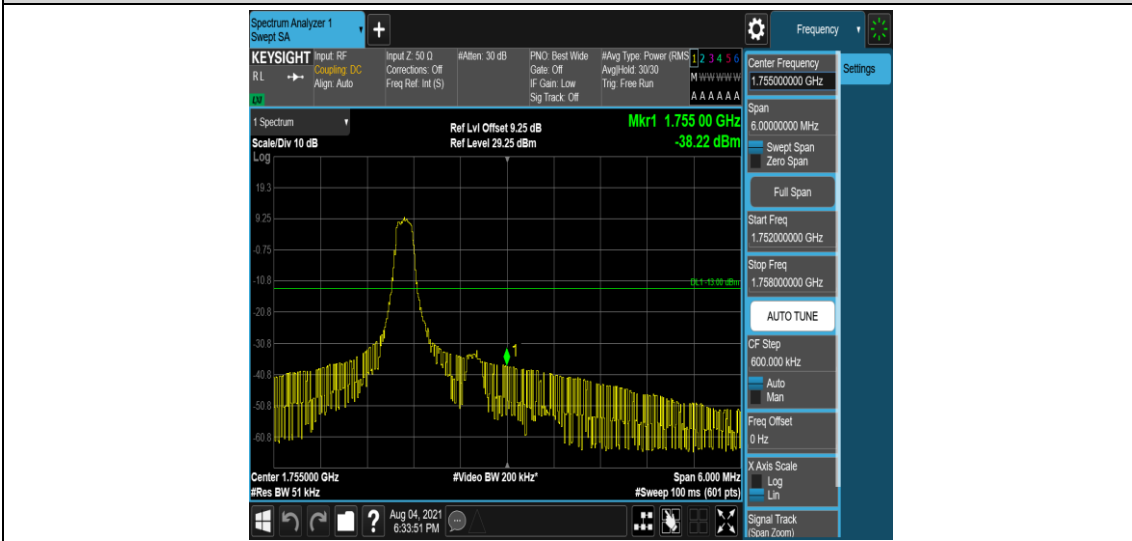 Spectrum Analyzer 1
Swept SA
+
Frequency
KEYSIGHT
RL
LXI
Input: RF
Coupling: DC
Align: Auto
Input Z: 50 Ω
Corrections: Off
Freq Ref: Int (S)
#Atten: 30 dB
PNO: Best Wide
Gate: Off
IF Gain: Low
Sig Track: Off
#Avg Type: Power (RMS
Avg|Hold: 30/30
Trig: Free Run
1 2 3 4 5 6
M W W W W W
A A A A A A
1 Spectrum
Scale/Div 10 dB
Ref Lvl Offset 9.25 dB
Ref Level 29.25 dBm
Mkr1 1.755 00 GHz
-38.22 dBm
Log
19.3
9.25
-0.75
-10.8
-20.8
-30.8
-40.8
-50.8
-60.8
DL1 -13.00 dBm
1
Center 1.755000 GHz
#Res BW 51 kHz
#Video BW 200 kHz*
Span 6.000 MHz
#Sweep 100 ms (601 pts)
?
Aug 04, 2021
6:33:51 PM
Center Frequency
1.755000000 GHz
Settings
Span
6.00000000 MHz
Swept Span
Zero Span
Full Span
Start Freq
1.752000000 GHz
Stop Freq
1.758000000 GHz
AUTO TUNE
CF Step
600.000 kHz
Auto
Man
Freq Offset
0 Hz
X Axis Scale
Log
Lin
Signal Track
(Span Zoom)